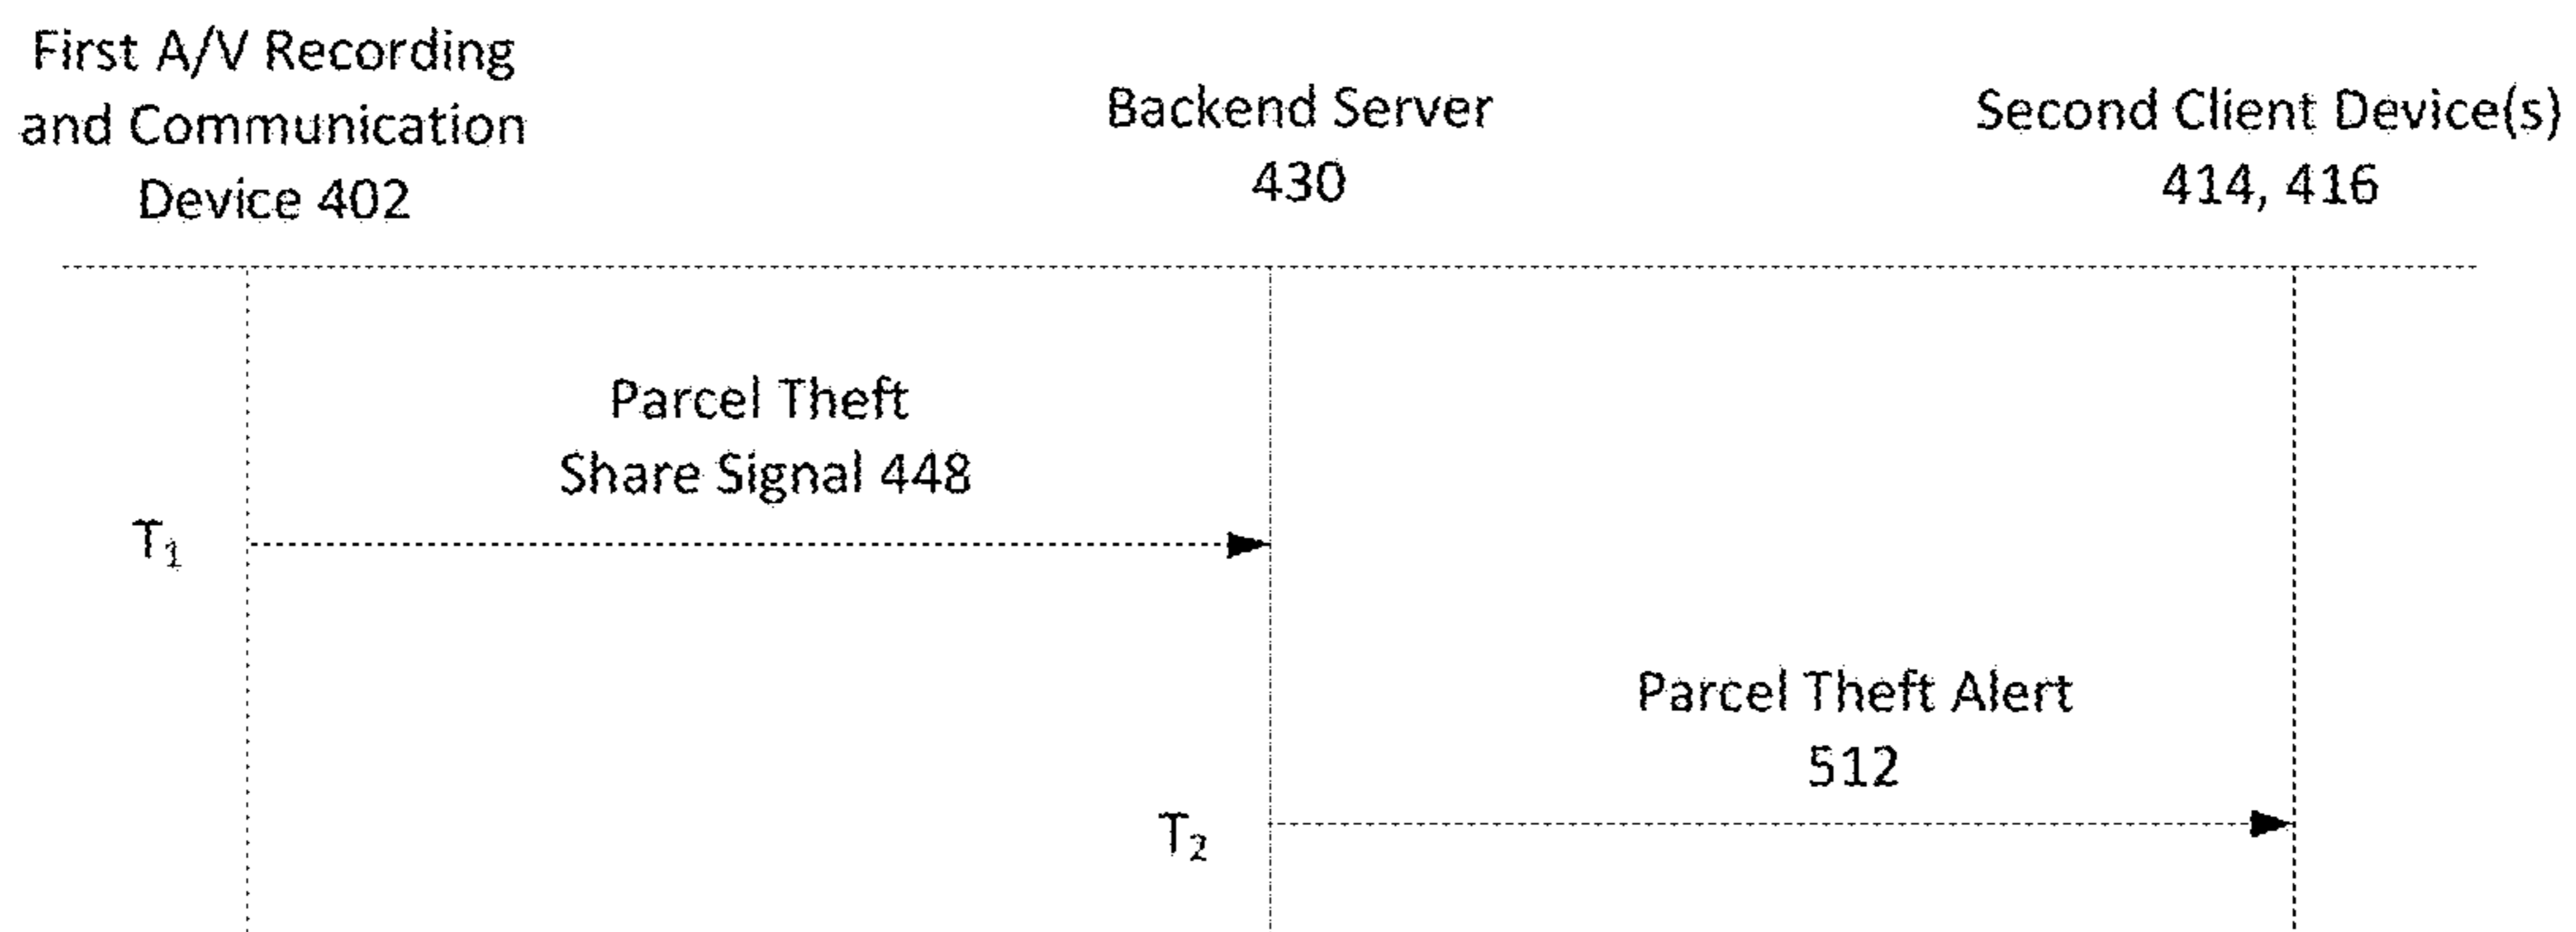 First A/V Recording
and Communication
Device 402
Backend Server
430
Second Client Device(s)
414, 416
Parcel Theft
Share Signal 448
T₁
Parcel Theft Alert
512
T₂